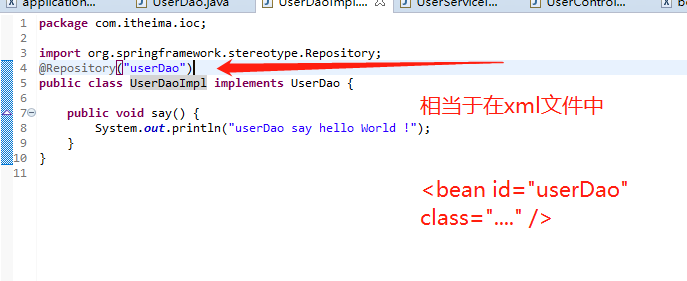 application...
UserDao.java
UserDaoImpl....
UserServiceI...
UserControl...
be
1 package com.itheima.ioc;
2
3 import org.springframework.stereotype.Repository;
4 @Repository("userDao")
5 public class UserDaoImpl implements UserDao {
6
7 public void say() {
8 System.out.println("userDao say hello World !");
9 }
10 }
11
相当于在xml文件中
<bean id="userDao"
class="...." />